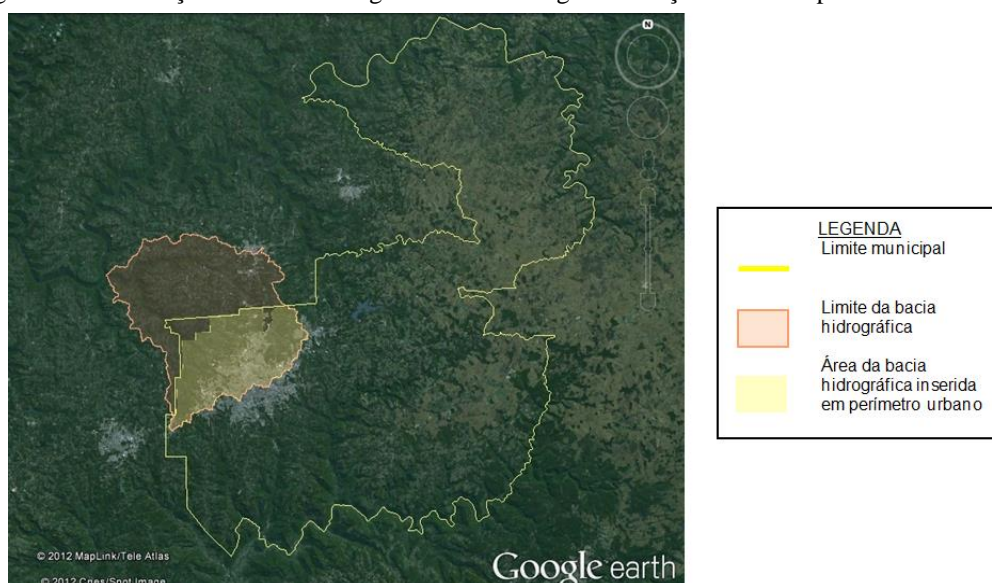 N
LEGENDA
Limite municipal
Limite da bacia
hidrográfica
Área da bacia
hidrográfica inserida
em perímetro urbano
© 2012 MapLink/Tele Atlas
© 2012 Cnes/Spot Image
Google earth